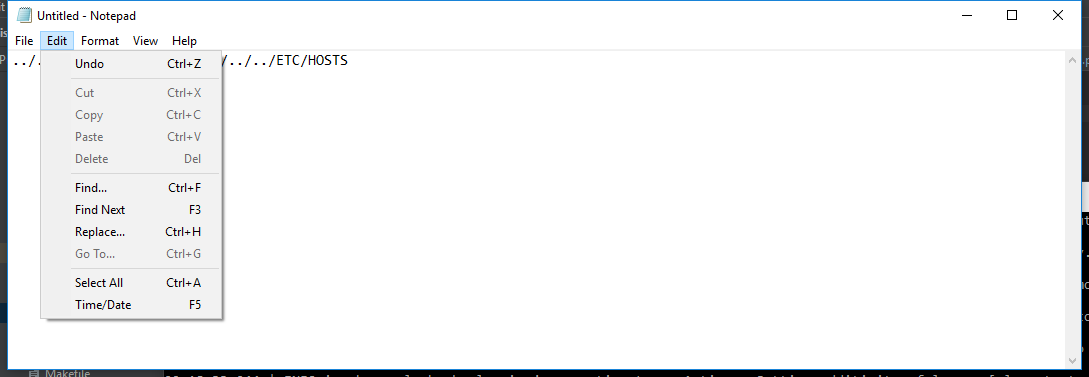 Untitled - Notepad
File Edit Format View Help
../. /../../ETC/HOSTS
Undo Ctrl+Z
Cut Ctrl+X
Copy Ctrl+C
Paste Ctrl+V
Delete Del
Find... Ctrl+F
Find Next F3
Replace... Ctrl+H
Go To... Ctrl+G
Select All Ctrl+A
Time/Date F5
Makefile